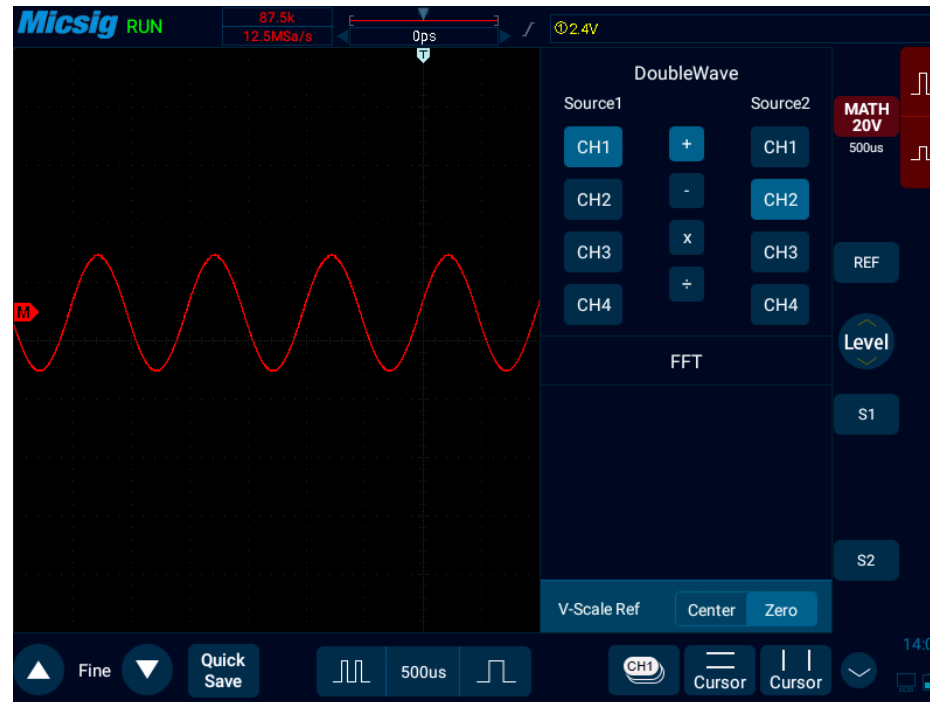 Micsig RUN
87.5k
12.5MSa/s
0ps
①2.4V
T
DoubleWave
Source1 Source2
CH1 + CH1
CH2 - CH2
CH3 x CH3
CH4 ÷ CH4
FFT
V-Scale Ref Center Zero
M
MATH
20V
500us
REF
Level
S1
S2
Fine
Quick
Save
500us
CH1
Cursor
Cursor